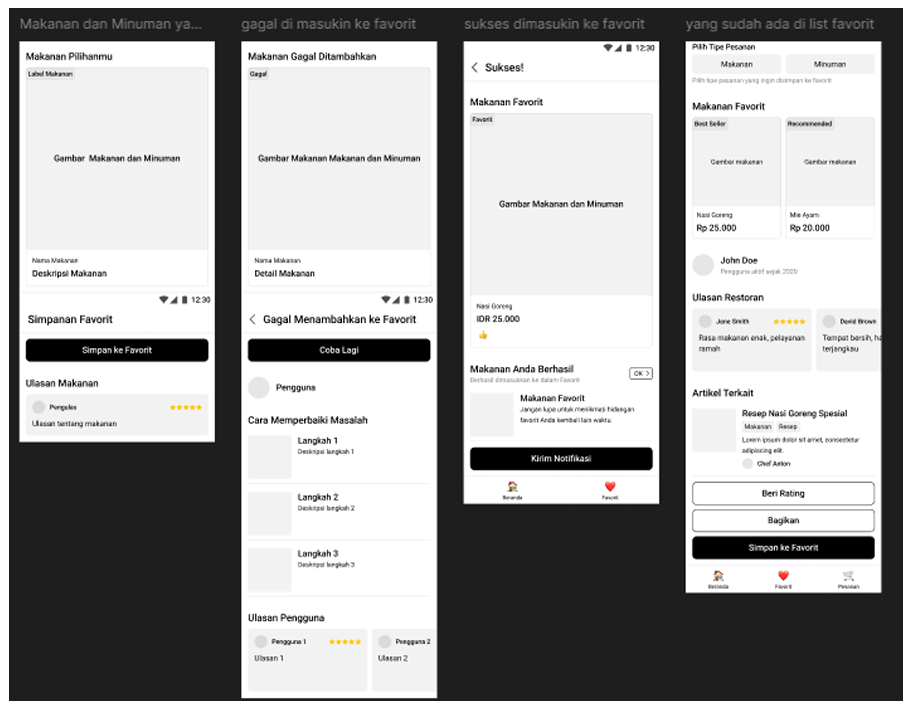 Makanan dan Minuman ya...
Makanan Pilihanmu
Label Makanan
Gambar Makanan dan Minuman
Nama Makanan
Deskripsi Makanan
12:30
Simpanan Favorit
Simpan ke Favorit
Ulasan Makanan
Pengulas
Ulasan tentang makanan
gagal di masukin ke favorit
Makanan Gagal Ditambahkan
Gagal
Gambar Makanan Makanan dan Minuman
Nama Makanan
Detail Makanan
12:30
Gagal Menambahkan ke Favorit
Coba Lagi
Pengguna
Cara Memperbaiki Masalah
Langkah 1
Deskripsi langkah 1
Langkah 2
Deskripsi langkah 2
Langkah 3
Deskripsi langkah 3
Ulasan Pengguna
Pengguna 1
Ulasan 1
Pengguna 2
Ulasan 2
sukses dimasukin ke favorit
12:30
Sukses!
Makanan Favorit
Favorit
Gambar Makanan dan Minuman
Nasi Goreng
IDR 25.000
Makanan Anda Berhasil
Berhasil dimasukkan ke dalam Favorit
OK >
Makanan Favorit
Jangan lupa untuk menikmati hidangan
favorit Anda kembali lain waktu.
Kirim Notifikasi
Beranda
Favorit
yang sudah ada di list favorit
Pilih Tipe Pesanan
Makanan
Minuman
Pilih tipe pesanan yang ingin disimpan ke favorit
Makanan Favorit
Best Seller
Gambar makanan
Nasi Goreng
Rp 25.000
Recommended
Gambar makanan
Mie Ayam
Rp 20.000
John Doe
Pengguna aktif sejak 2020
Ulasan Restoran
Jane Smith
Rasa makanan enak, pelayanan
ramah
David Brown
Tempat bersih, ha
terjangkau
Artikel Terkait
Resep Nasi Goreng Spesial
Makanan Resep
Lorem ipsum dolor sit amet, consectetur
adipiscing elit.
Chef Anton
Beri Rating
Bagikan
Simpan ke Favorit
Beranda
Favorit
Pesanan